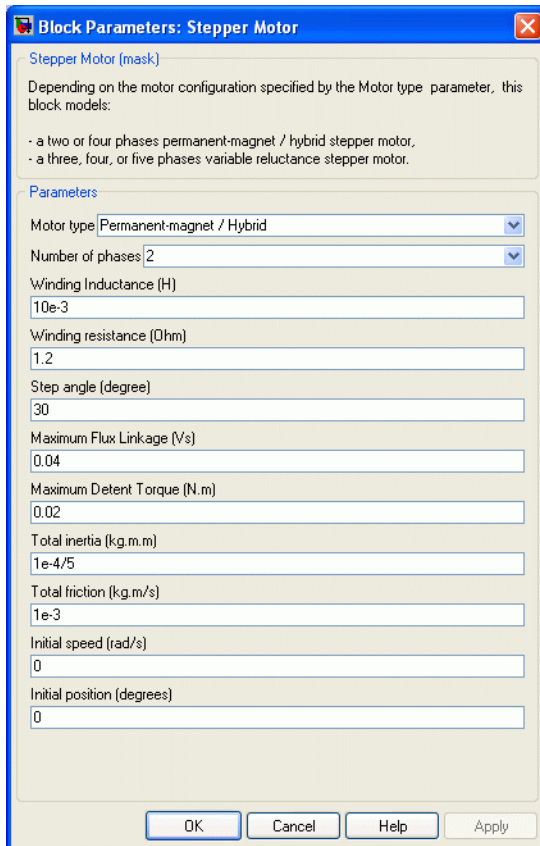 Block Parameters: Stepper Motor
Stepper Motor (mask)
Depending on the motor configuration specified by the Motor type parameter, this
block models:
- a two or four phases permanent-magnet / hybrid stepper motor,
- a three, four, or five phases variable reluctance stepper motor.
Parameters
Motor type Permanent-magnet / Hybrid
Number of phases 2
Winding Inductance (H)
10e-3
Winding resistance (Ohm)
1.2
Step angle (degree)
30
Maximum Flux Linkage (Vs)
0.04
Maximum Detent Torque (N.m)
0.02
Total inertia (kg.m.m)
1e-4/5
Total friction (kg.m/s)
1e-3
Initial speed (rad/s)
0
Initial position (degrees)
0
OK Cancel Help Apply